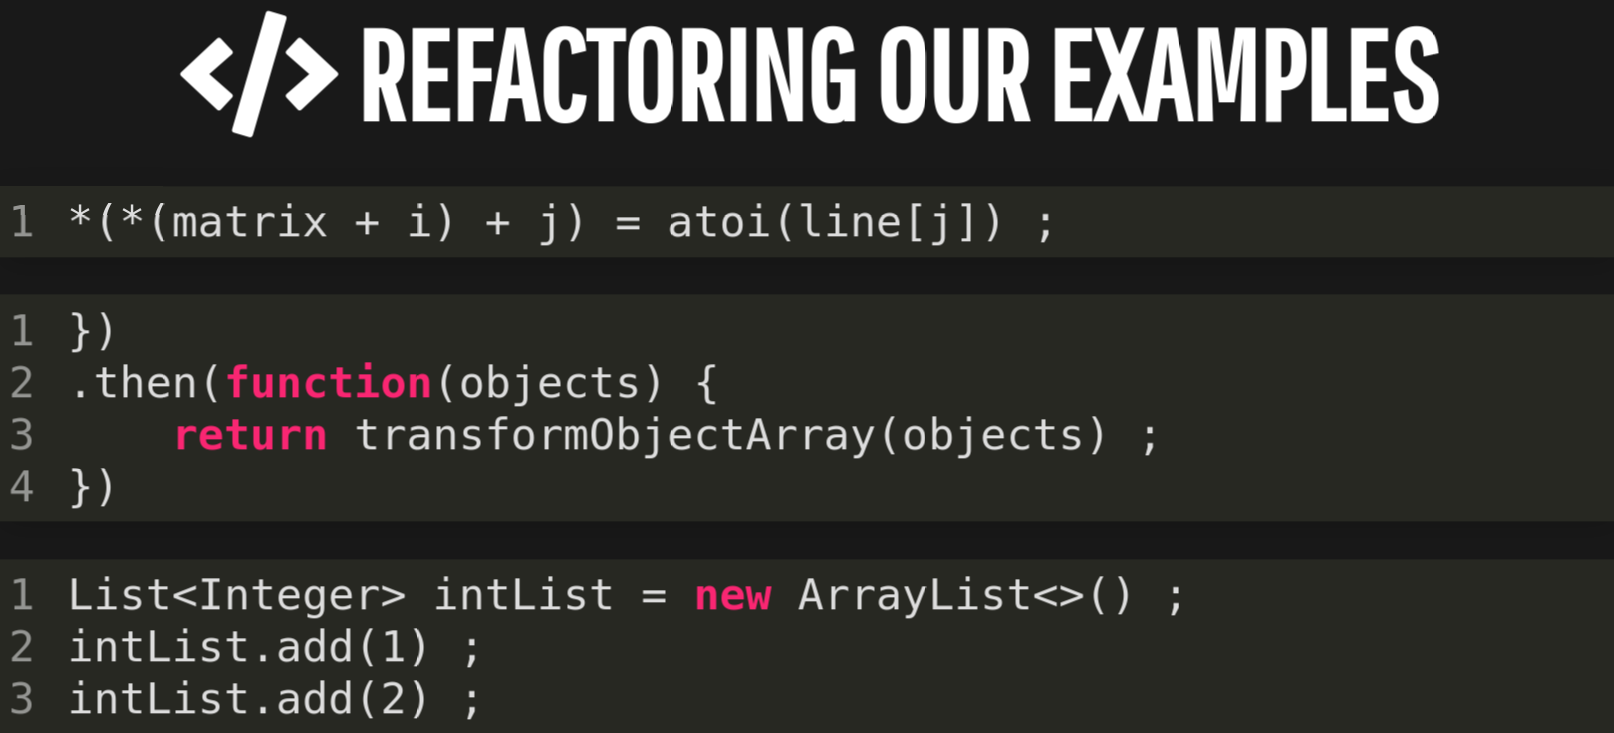 </> REFACTORING OUR EXAMPLES
1 *(*(matrix + i) + j) = atoi(line[j]) ;
1 })
2 .then(function(objects) {
3     return transformObjectArray(objects) ;
4 })
1 List<Integer> intList = new ArrayList<>() ;
2 intList.add(1) ;
3 intList.add(2) ;